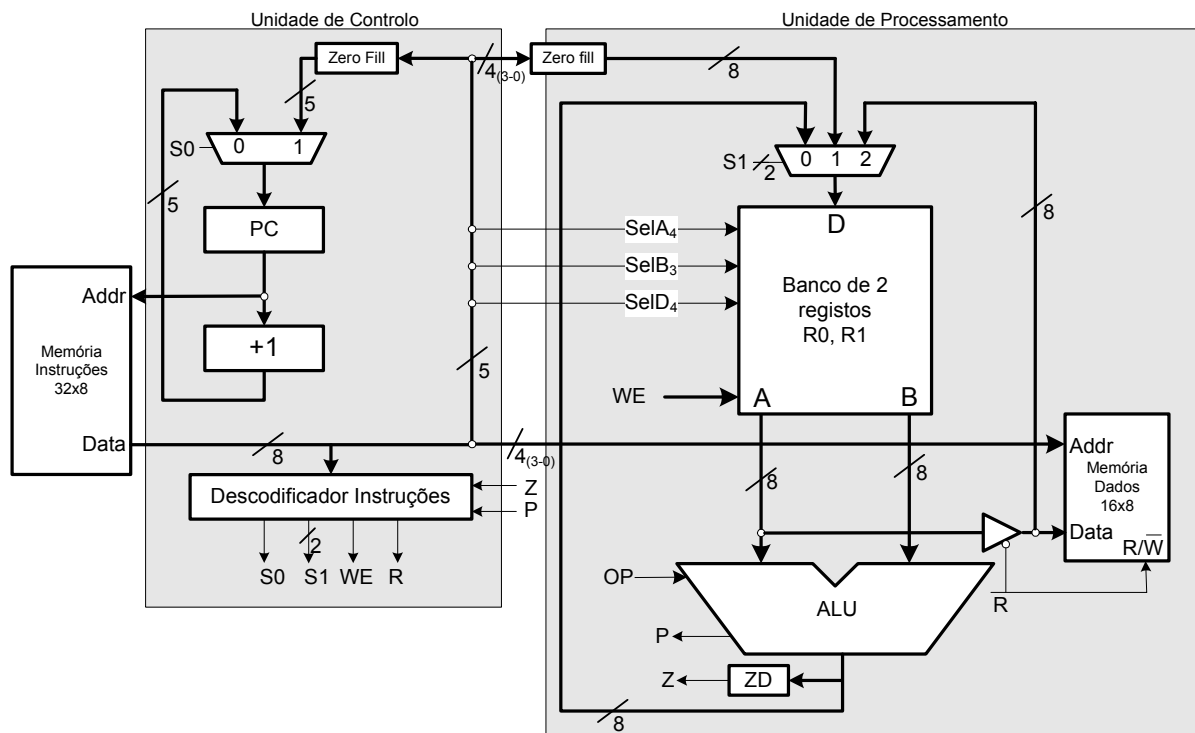 Unidade de Controlo
Unidade de Processamento
Zero Fill
4(3-0)
Zero fill
8
5
S0
0 1
S1
2
0 1 2
5
8
PC
SelA4
SelB3
SelD4
D
Banco de 2
registos
R0, R1
Addr
Memória
Instruções
32x8
+1
5
WE
A
B
Data
8
4(3-0)
Addr
Memória
Dados
16x8
Data
R/W̅
8
8
Descodificador Instruções
Z
P
2
S0
S1
WE
R
OP
ALU
R
P
Z
ZD
8